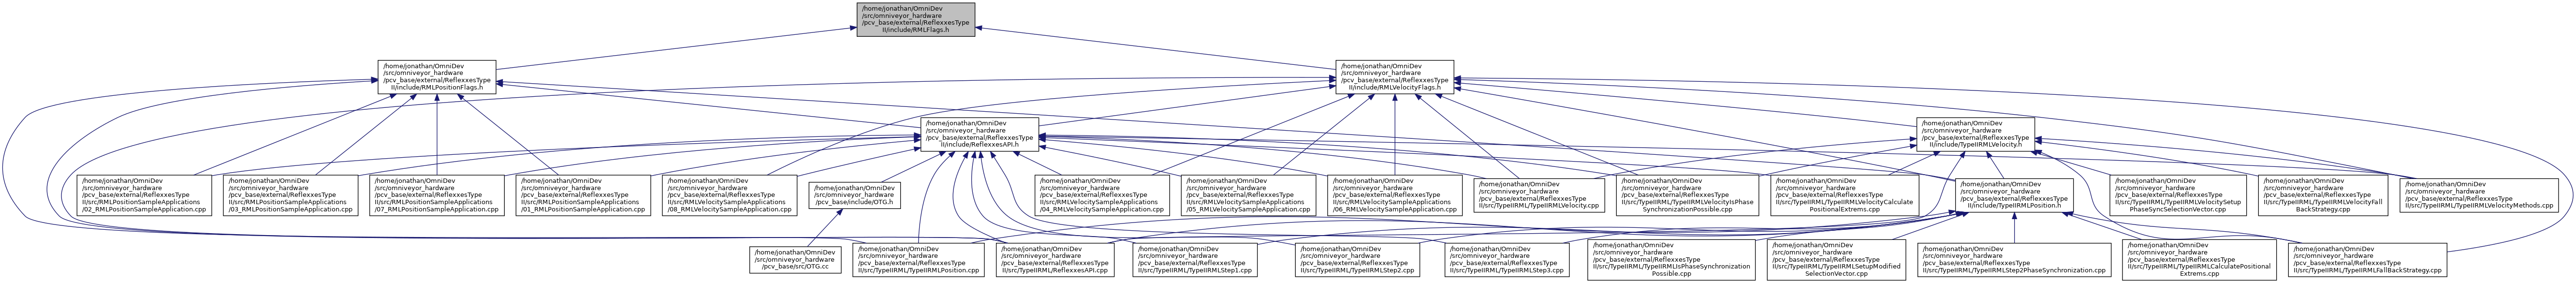 /home/jonathan/OmniDev
/src/omniveyor_hardware
/pcv_base/external/ReflexxesType
II/include/RMLFlags.h
/home/jonathan/OmniDev
/src/omniveyor_hardware
/pcv_base/external/ReflexxesType
II/include/RMLPositionFlags.h
/home/jonathan/OmniDev
/src/omniveyor_hardware
/pcv_base/external/ReflexxesType
II/include/RMLVelocityFlags.h
/home/jonathan/OmniDev
/src/omniveyor_hardware
/pcv_base/external/ReflexxesType
II/include/ReflexxesAPI.h
/home/jonathan/OmniDev
/src/omniveyor_hardware
/pcv_base/external/ReflexxesType
II/include/TypeIIRMLVelocity.h
/home/jonathan/OmniDev
/src/omniveyor_hardware
/pcv_base/external/ReflexxesType
II/src/RMLPositionSampleApplications
/02_RMLPositionSampleApplication.cpp
/home/jonathan/OmniDev
/src/omniveyor_hardware
/pcv_base/external/ReflexxesType
II/src/RMLPositionSampleApplications
/03_RMLPositionSampleApplication.cpp
/home/jonathan/OmniDev
/src/omniveyor_hardware
/pcv_base/external/ReflexxesType
II/src/RMLPositionSampleApplications
/07_RMLPositionSampleApplication.cpp
/home/jonathan/OmniDev
/src/omniveyor_hardware
/pcv_base/external/ReflexxesType
II/src/RMLPositionSampleApplications
/01_RMLPositionSampleApplication.cpp
/home/jonathan/OmniDev
/src/omniveyor_hardware
/pcv_base/external/ReflexxesType
II/src/RMLVelocitySampleApplications
/08_RMLVelocitySampleApplication.cpp
/home/jonathan/OmniDev
/src/omniveyor_hardware
/pcv_base/include/OTG.h
/home/jonathan/OmniDev
/src/omniveyor_hardware
/pcv_base/external/ReflexxesType
II/src/RMLVelocitySampleApplications
/04_RMLVelocitySampleApplication.cpp
/home/jonathan/OmniDev
/src/omniveyor_hardware
/pcv_base/external/ReflexxesType
II/src/RMLVelocitySampleApplications
/05_RMLVelocitySampleApplication.cpp
/home/jonathan/OmniDev
/src/omniveyor_hardware
/pcv_base/external/ReflexxesType
II/src/RMLVelocitySampleApplications
/06_RMLVelocitySampleApplication.cpp
/home/jonathan/OmniDev
/src/omniveyor_hardware
/pcv_base/external/ReflexxesType
II/src/TypeIIRML/TypeIIRMLVelocity.cpp
/home/jonathan/OmniDev
/src/omniveyor_hardware
/pcv_base/external/ReflexxesType
II/src/TypeIIRML/TypeIIRMLVelocityIsPhase
SynchronizationPossible.cpp
/home/jonathan/OmniDev
/src/omniveyor_hardware
/pcv_base/external/ReflexxesType
II/src/TypeIIRML/TypeIIRMLVelocityCalculate
PositionalExtrems.cpp
/home/jonathan/OmniDev
/src/omniveyor_hardware
/pcv_base/external/ReflexxesType
II/include/TypeIIRMLPosition.h
/home/jonathan/OmniDev
/src/omniveyor_hardware
/pcv_base/external/ReflexxesType
II/src/TypeIIRML/TypeIIRMLVelocitySetup
PhaseSyncSelectionVector.cpp
/home/jonathan/OmniDev
/src/omniveyor_hardware
/pcv_base/external/ReflexxesType
II/src/TypeIIRML/TypeIIRMLVelocityFall
BackStrategy.cpp
/home/jonathan/OmniDev
/src/omniveyor_hardware
/pcv_base/external/ReflexxesType
II/src/TypeIIRML/TypeIIRMLVelocityMethods.cpp
/home/jonathan/OmniDev
/src/omniveyor_hardware
/pcv_base/src/OTG.cc
/home/jonathan/OmniDev
/src/omniveyor_hardware
/pcv_base/external/ReflexxesType
II/src/TypeIIRML/TypeIIRMLPosition.cpp
/home/jonathan/OmniDev
/src/omniveyor_hardware
/pcv_base/external/ReflexxesType
II/src/TypeIIRML/ReflexxesAPI.cpp
/home/jonathan/OmniDev
/src/omniveyor_hardware
/pcv_base/external/ReflexxesType
II/src/TypeIIRML/TypeIIRMLStep1.cpp
/home/jonathan/OmniDev
/src/omniveyor_hardware
/pcv_base/external/ReflexxesType
II/src/TypeIIRML/TypeIIRMLStep2.cpp
/home/jonathan/OmniDev
/src/omniveyor_hardware
/pcv_base/external/ReflexxesType
II/src/TypeIIRML/TypeIIRMLStep3.cpp
/home/jonathan/OmniDev
/src/omniveyor_hardware
/pcv_base/external/ReflexxesType
II/src/TypeIIRML/TypeIIRMLIsPhaseSynchronization
Possible.cpp
/home/jonathan/OmniDev
/src/omniveyor_hardware
/pcv_base/external/ReflexxesType
II/src/TypeIIRML/TypeIIRMLSetupModified
SelectionVector.cpp
/home/jonathan/OmniDev
/src/omniveyor_hardware
/pcv_base/external/ReflexxesType
II/src/TypeIIRML/TypeIIRMLStep2PhaseSynchronization.cpp
/home/jonathan/OmniDev
/src/omniveyor_hardware
/pcv_base/external/ReflexxesType
II/src/TypeIIRML/TypeIIRMLCalculatePositional
Extrems.cpp
/home/jonathan/OmniDev
/src/omniveyor_hardware
/pcv_base/external/ReflexxesType
II/src/TypeIIRML/TypeIIRMLFallBackStrategy.cpp